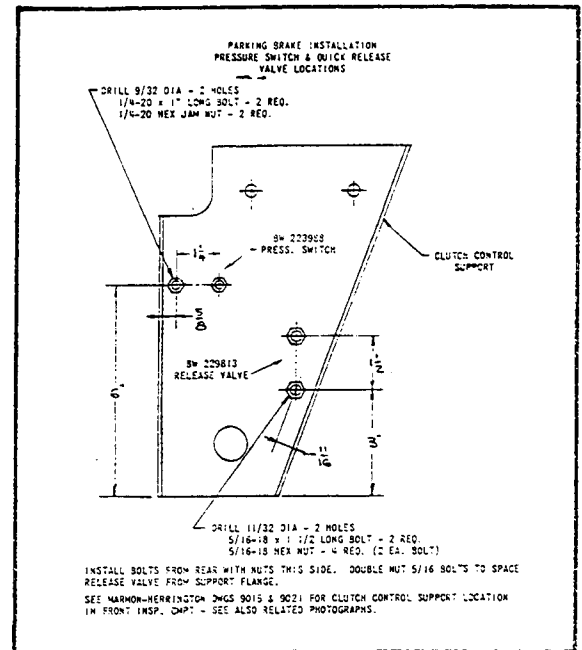 PARKING BRAKE INSTALLATION
PRESSURE SWITCH & QUICK RELEASE
VALVE LOCATIONS
DRILL 9/32 DIA - 2 HOLES
1/4-20 x 1" LONG BOLT - 2 REQ.
1/4-20 HEX JAM NUT - 2 REQ.
1 1/4
BW 223968
PRESS. SWITCH
CLUTCH CONTROL
SUPPORT
5/8
BW 229813
RELEASE VALVE
1 1/2
6"
3"
11/16
DRILL 11/32 DIA - 2 HOLES
5/16-18 x 1 1/2 LONG BOLT - 2 REQ.
5/16-18 HEX NUT - 4 REQ. (2 EA. BOLT)
INSTALL BOLTS FROM REAR WITH NUTS THIS SIDE. DOUBLE NUT 5/16 BOLTS TO SPACE
RELEASE VALVE FROM SUPPORT FLANGE.
SEE MARMON-HERRINGTON DWGS 9015 & 9021 FOR CLUTCH CONTROL SUPPORT LOCATION
IN FRONT INSP. CMPT - SEE ALSO RELATED PHOTOGRAPHS.